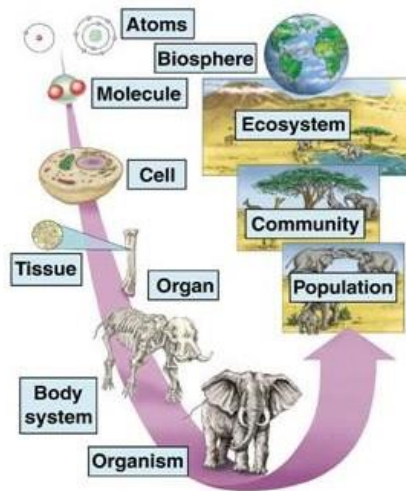 Atoms
Biosphere
Molecule
Ecosystem
Cell
Community
Tissue
Organ
Population
Body
system
Organism